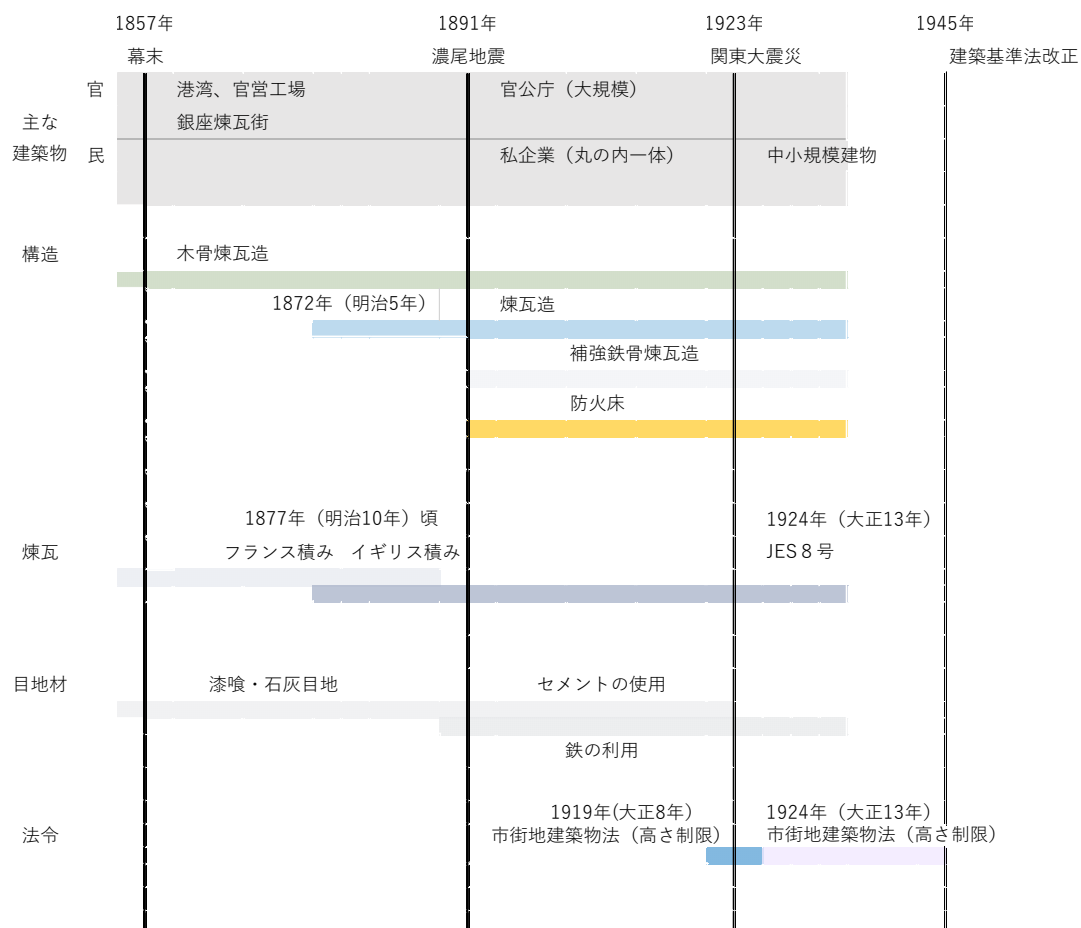 1857年 1891年 1923年 1945年
幕末 濃尾地震 関東大震災 建築基準法改正
官 港湾、官営工場 官公庁（大規模）
主な 銀座煉瓦街
建築物 民 私企業（丸の内一体） 中小規模建物
構造 木骨煉瓦造
1872年（明治5年） 煉瓦造
補強鉄骨煉瓦造
防火床
1877年（明治10年）頃 1924年（大正13年）
煉瓦 フランス積み イギリス積み JES８号
目地材 漆喰・石灰目地 セメントの使用
鉄の利用
1919年(大正8年) 1924年（大正13年）
法令 市街地建築物法（高さ制限） 市街地建築物法（高さ制限）